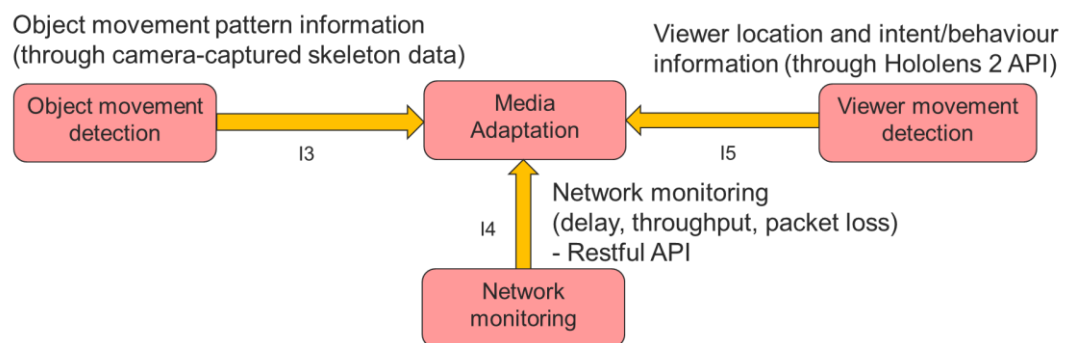 Object movement pattern information
(through camera-captured skeleton data)
Viewer location and intent/behaviour
information (through Hololens 2 API)
Object movement
detection
I3
Media
Adaptation
I5
Viewer movement
detection
I4
Network monitoring
(delay, throughput, packet loss)
- Restful API
Network
monitoring